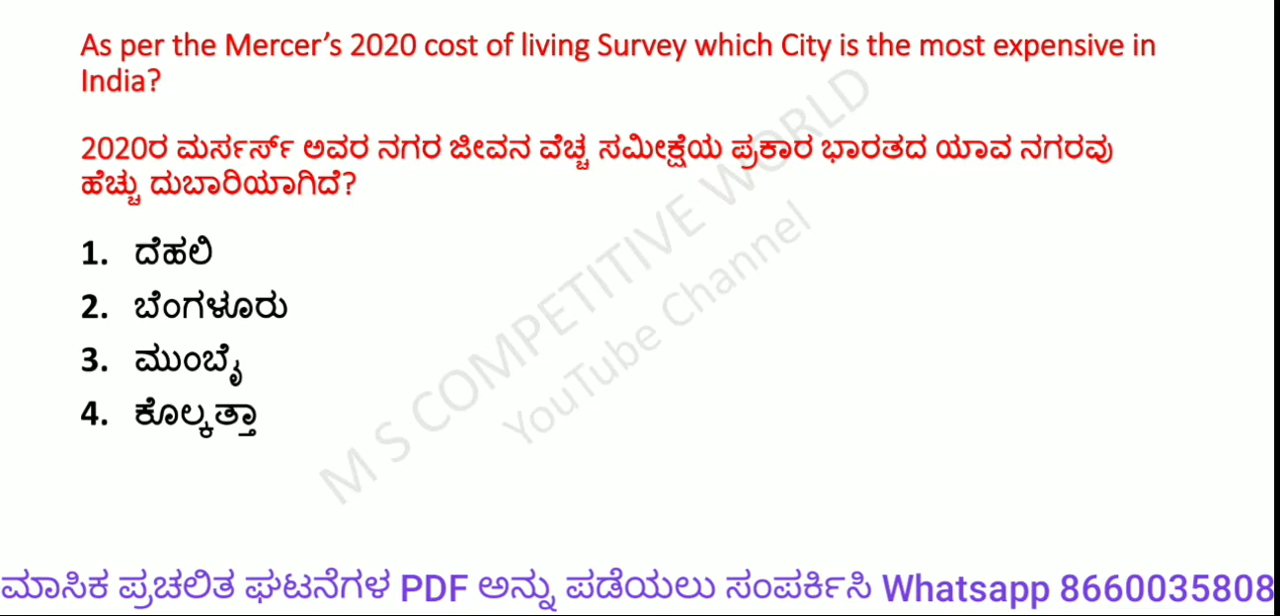 As per the Mercer’s 2020 cost of living Survey which City is the most expensive in
India?
2020ರ ಮರ್ಸರ್ಸ್ ಅವರ ನಗರ ಜೀವನ ವೆಚ್ಚ ಸಮೀಕ್ಷೆಯ ಪ್ರಕಾರ ಭಾರತದ ಯಾವ ನಗರವು
ಹೆಚ್ಚು ದುಬಾರಿಯಾಗಿದೆ?
1. ದೆಹಲಿ
2. ಬೆಂಗಳೂರು
3. ಮುಂಬೈ
4. ಕೊಲ್ಕತ್ತಾ
M S COMPETITIVE WORLD
YouTube Channel
ಮಾಸಿಕ ಪ್ರಚಲಿತ ಘಟನೆಗಳ PDF ಅನ್ನು ಪಡೆಯಲು ಸಂಪರ್ಕಿಸಿ Whatsapp 8660035808